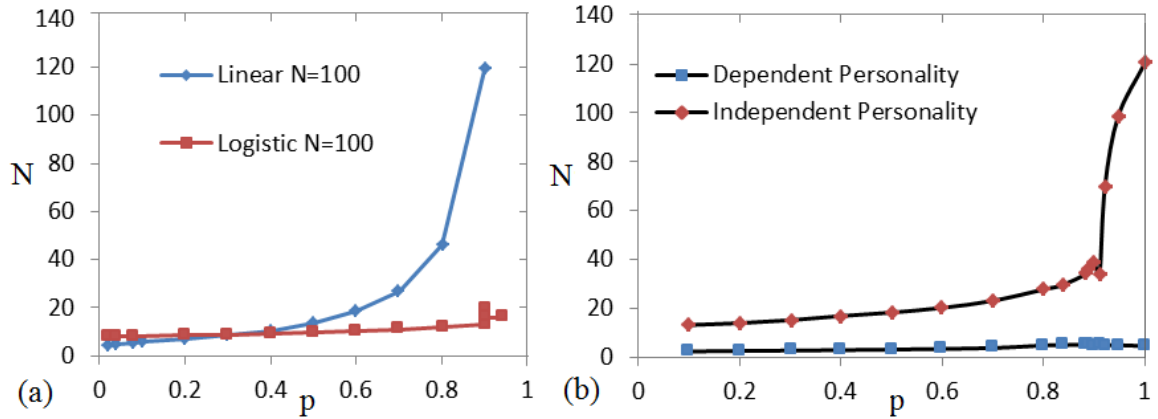 140
120
100
80
60
40
20
0
N
Linear N=100
Logistic N=100
0 0.2 0.4 0.6 0.8 1
(a) p
140
120
100
80
60
40
20
0
N
Dependent Personality
Independent Personality
0 0.2 0.4 0.6 0.8 1
(b) p